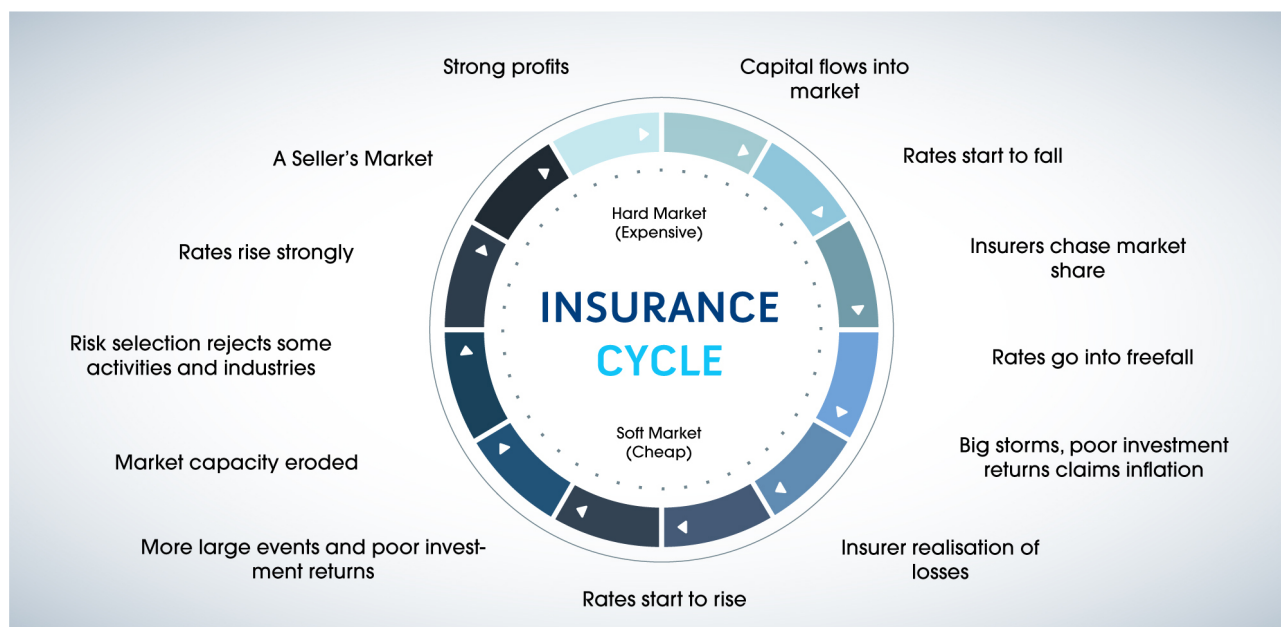 Strong profits
Capital flows into
market
A Seller's Market
Rates start to fall
Hard Market
(Expensive)
Rates rise strongly
Insurers chase market
share
INSURANCE
CYCLE
Risk selection rejects some
activities and industries
Rates go into freefall
Soft Market
(Cheap)
Market capacity eroded
Big storms, poor investment
returns claims inflation
More large events and poor invest-
ment returns
Insurer realisation of
losses
Rates start to rise